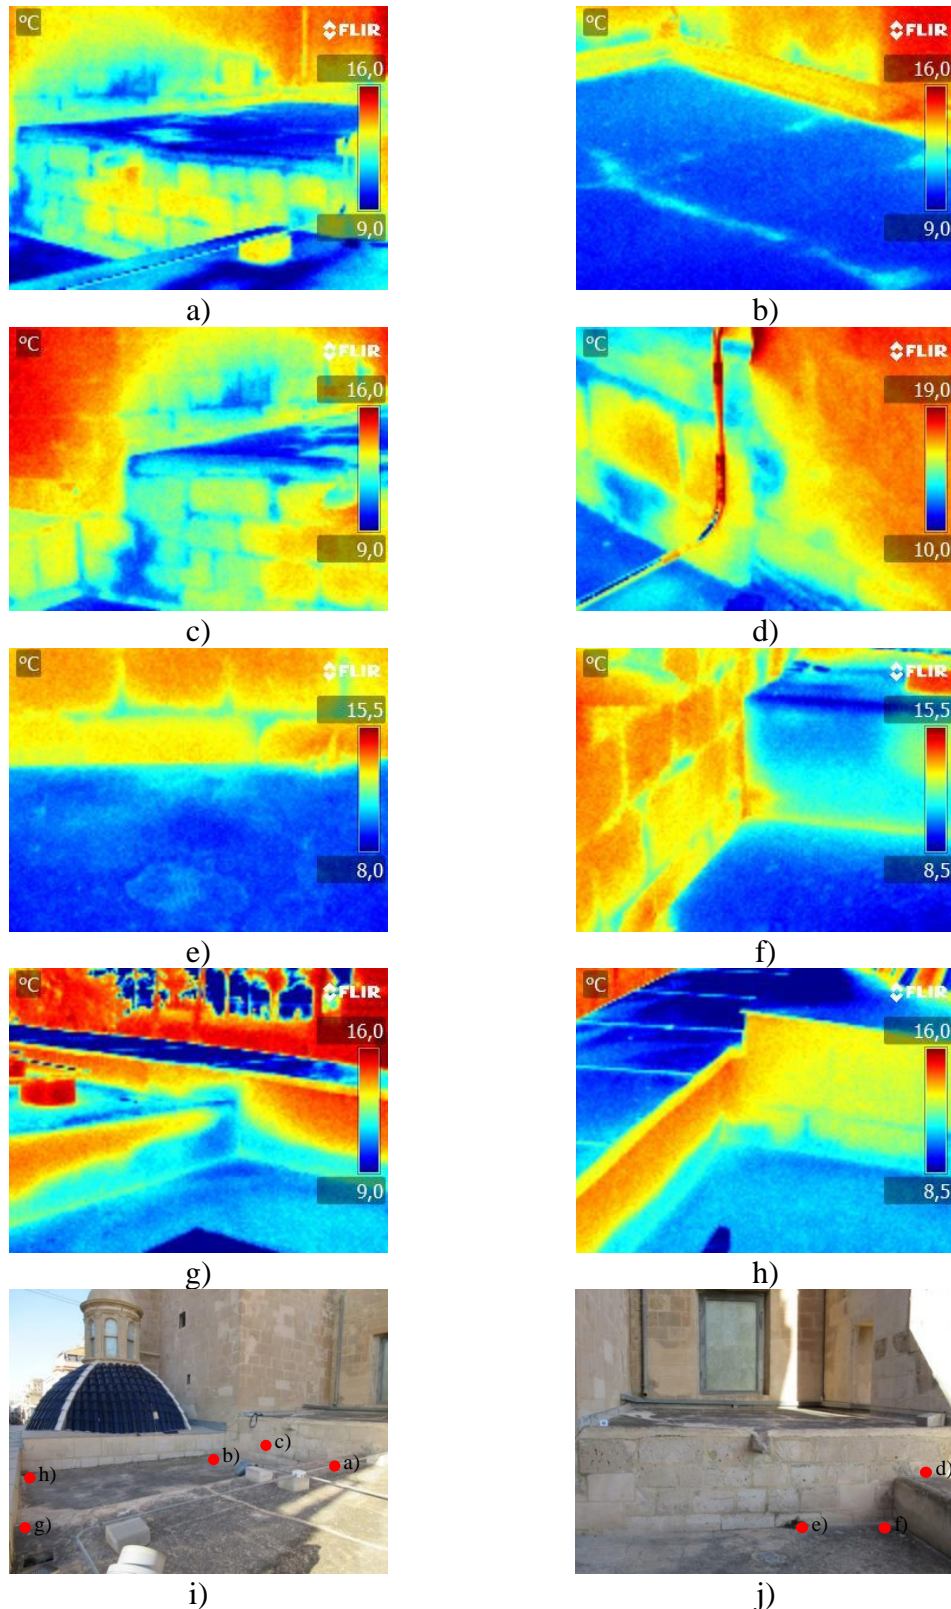 °C FLIR 16,0 9,0
a)
°C FLIR 16,0 9,0
b)
°C FLIR 16,0 9,0
c)
°C FLIR 19,0 10,0
d)
°C FLIR 15,5 8,0
e)
°C FLIR 15,5 8,5
f)
°C FLIR 16,0 9,0
g)
°C FLIR 16,0 8,5
h)
b)
c)
a)
h)
g)
i)
d)
e)
f)
j)